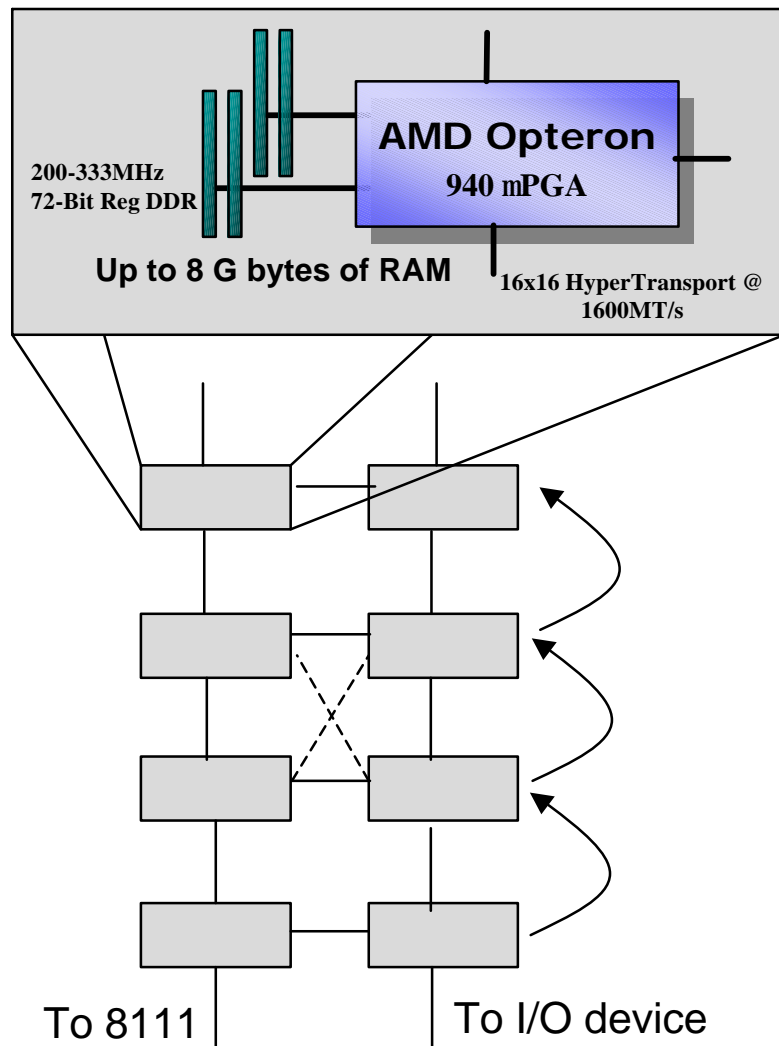 AMD Opteron
940 mPGA
200-333MHz
72-Bit Reg DDR
Up to 8 G bytes of RAM
16x16 HyperTransport @
1600MT/s
To 8111
To I/O device